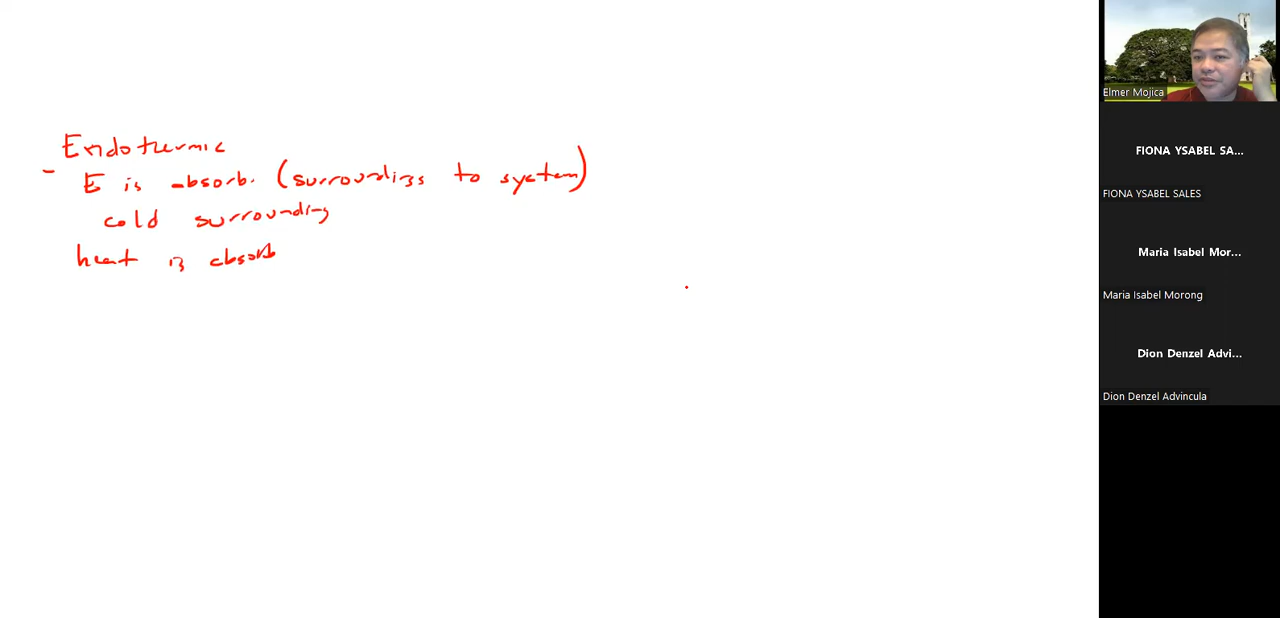 Endothermic
- E is absorb. (surroundings to system)
cold surrounding
heat is absorb
Elmer Mojica
FIONA YSABEL SA...
FIONA YSABEL SALES
Maria Isabel Mor...
Maria Isabel Morong
Dion Denzel Advi...
Dion Denzel Advincula